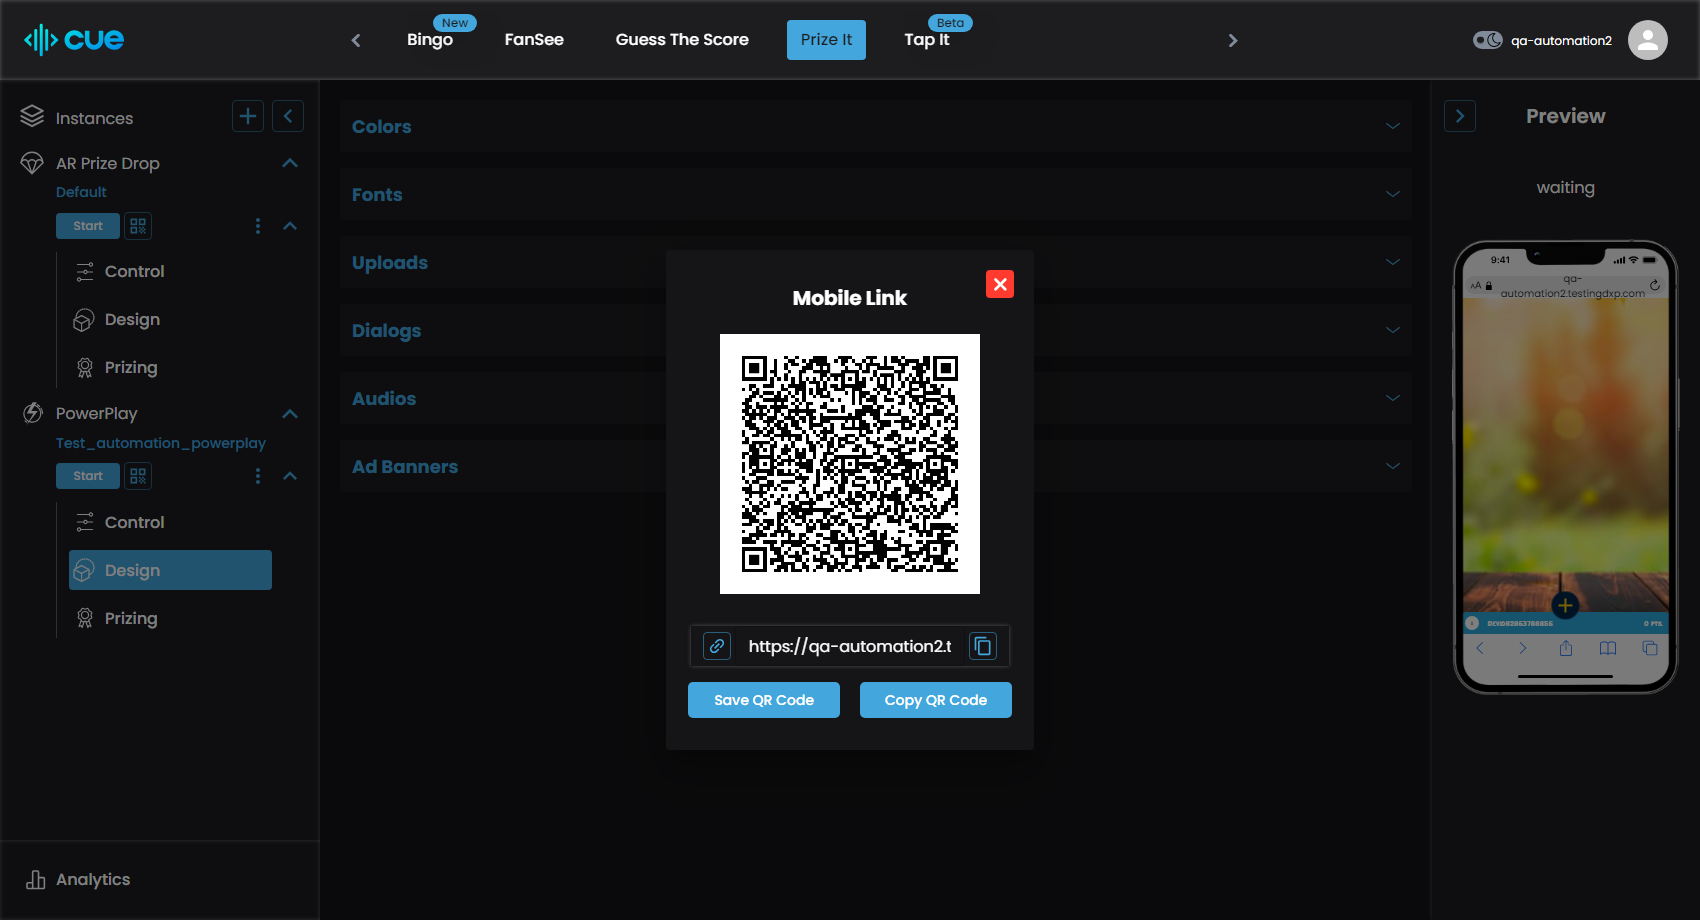 cue
Bingo
New
FanSee
Guess The Score
Prize It
Tap It
Beta
qa-automation2
Instances
AR Prize Drop
Default
Start
Control
Design
Prizing
PowerPlay
Test_automation_powerplay
Start
Control
Design
Prizing
Analytics
Colors
Fonts
Uploads
Dialogs
Audios
Ad Banners
Mobile Link
https://qa-automation2.t
Save QR Code
Copy QR Code
Preview
waiting
9:41
AA
qa-
automation2.testingdxp.com
0 PTS.